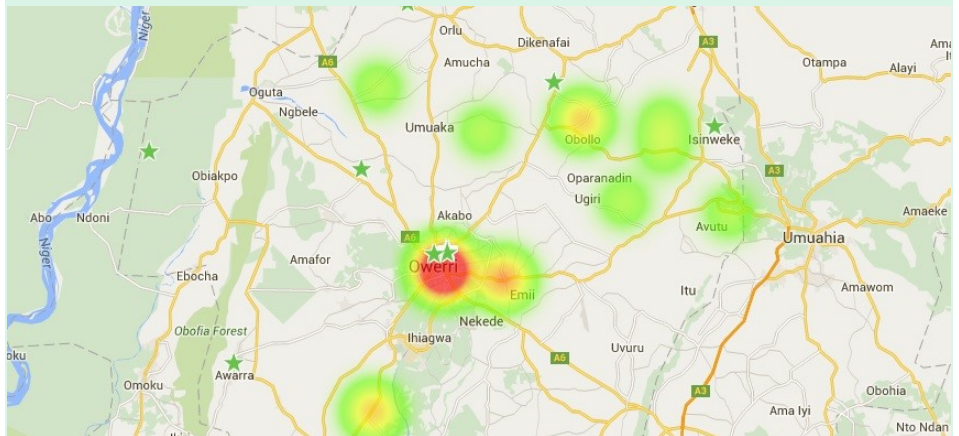 Niger
Orlu
Dikenafai
A3
Amucha
A6
Otampa
Alayi
Oguta
Ngbele
Umuaka
Obollo
Isinweke
Obiakpo
Oparanadin
A3
Ugiri
Abo
Ndoni
Akabo
Amaeke
Avutu
A6
Umuahia
Niger
Amafor
Owerri
Ebocha
Emii
Itu
Amawom
Nekede
Obofia Forest
Ihiagwa
Uvuru
A6
oku
Awarra
Omoku
A3
Obohia
Ama Iyi
Nto Ndan